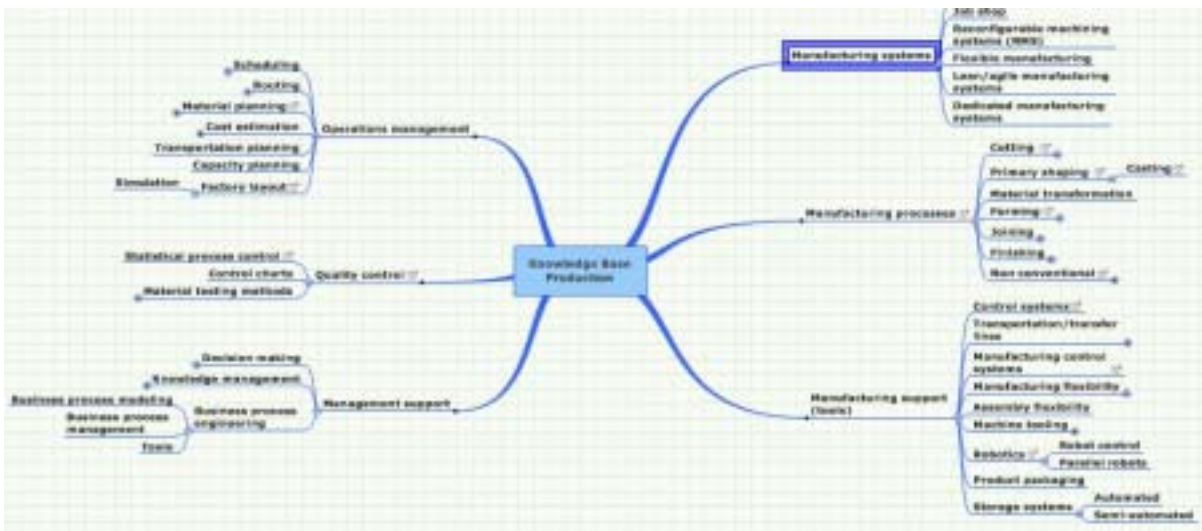 Job shop
Reconfigurable machining
systems (RMS)
Flexible manufacturing
Lean/agile manufacturing
systems
Dedicated manufacturing
systems
Manufacturing systems
Scheduling
Routing
Material planning
Cost estimation
Transportation planning
Capacity planning
Factory layout
Simulation
Operations management
Cutting
Primary shaping
Casting
Material transformation
Forming
Joining
Finishing
Non conventional
Manufacturing processes
Knowledge Base
Production
Statistical process control
Control charts
Material testing methods
Quality control
Control systems
Transportation/transfer
lines
Manufacturing control
systems
Manufacturing flexibility
Assembly flexibility
Machine tooling
Robotics
Robot control
Parallel robots
Product packaging
Storage systems
Automated
Semi-automated
Manufacturing support
(tools)
Decision making
Knowledge management
Business process
engineering
Business process modeling
Business process
management
Tools
Management support